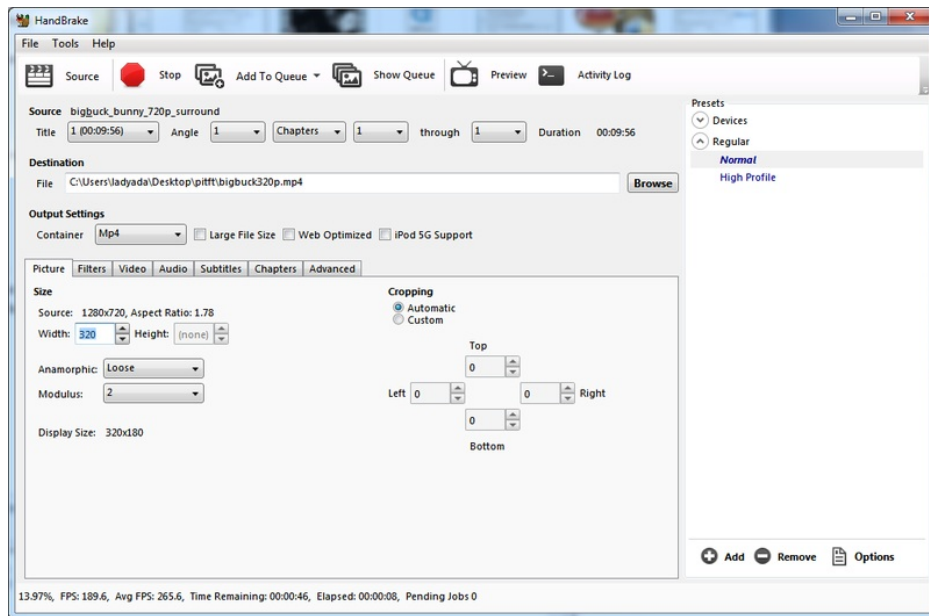 HandBrake
File Tools Help
Source Stop Add To Queue Show Queue Preview Activity Log
Source bigbuck_bunny_720p_surround
Title 1 (00:09:56) Angle 1 Chapters 1 through 1 Duration 00:09:56
Destination
File C:\Users\ladyada\Desktop\pitft\bigbuck320p.mp4 Browse
Output Settings
Container Mp4 Large File Size Web Optimized iPod 5G Support
Picture Filters Video Audio Subtitles Chapters Advanced
Size
Source: 1280x720, Aspect Ratio: 1.78
Width: 320 Height: (none)
Anamorphic: Loose
Modulus: 2
Display Size: 320x180
Cropping
Automatic
Custom
Top
0
Left 0 0 Right
0
Bottom
Presets
Devices
Regular
Normal
High Profile
Add Remove Options
13.97%, FPS: 189.6, Avg FPS: 265.6, Time Remaining: 00:00:46, Elapsed: 00:00:08, Pending Jobs 0